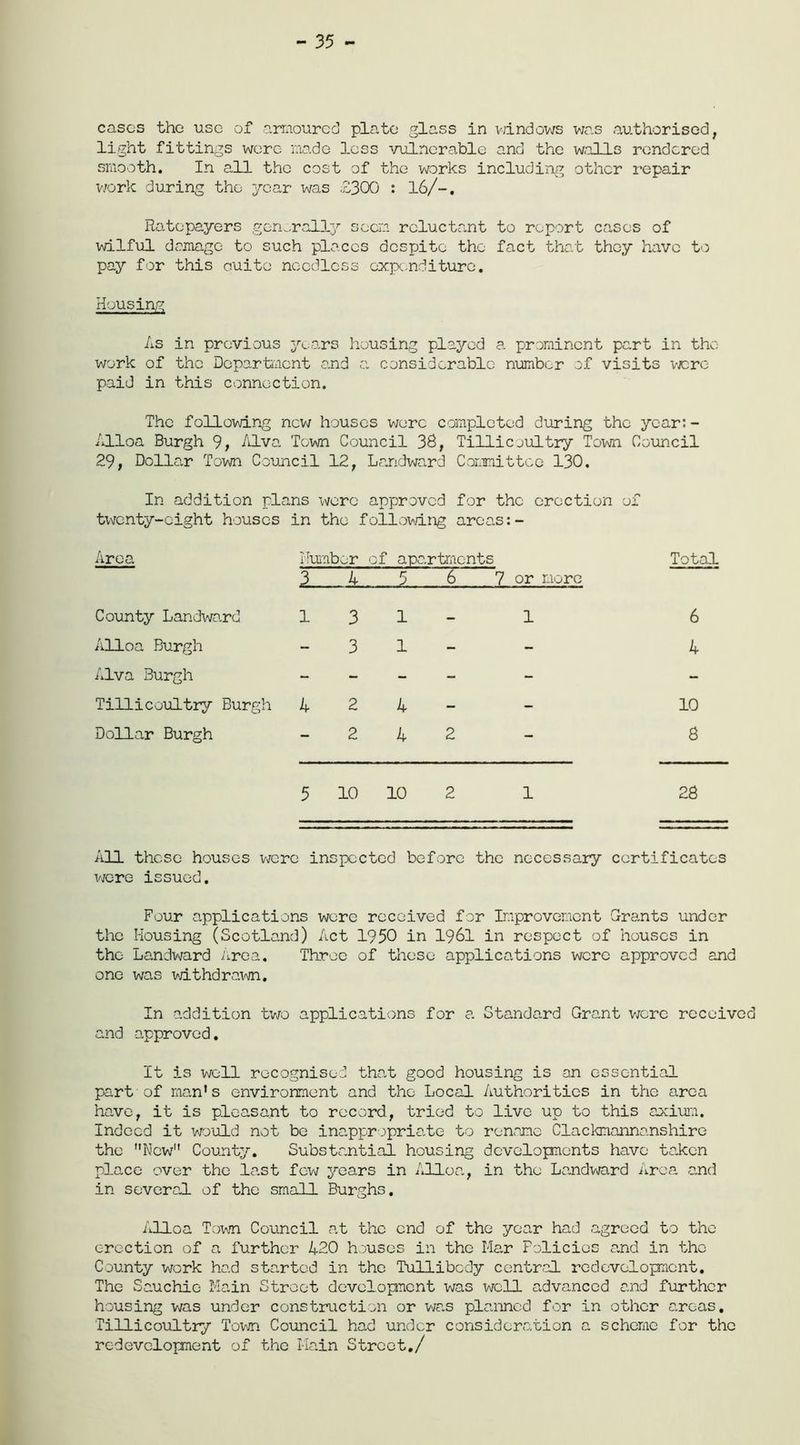 - 35 -
cases the use of armoured plate glass in windows was authorised,
light fittings were made less vulnerable and the walls rendered
smooth. In all the cost of the works including other repair
work during the year was £300 : 16/-.
Ratepayers generally seem reluctant to report cases of
wilful damage to such places despite the fact that they have to
pay for this quite needless expenditure.
Housing
As in previous years housing played a prominent part in the
work of the Department and a considerable number of visits were
paid in this connection.
The following new houses were completed during the year:-
Alloa Burgh 9, Alva Town Council 38, Tillicoultry Town Council
29, Dollar Town Council 12, Landward Committee 130.
In addition plans were approved for the erection of
twenty-eight houses in the following areas:-
Area Number of apartments Total
3 4 5 6 7 or more
County Landward 1 3 1 - 1 6
Alloa Burgh - 3 1 - - 4
Alva Burgh - - - - - -
Tillicoultry Burgh 4 2 4 - - 10
Dollar Burgh - 2 4 2 - 8
5 10 10 2 1 28
All these houses were inspected before the necessary certificates
were issued.
Four applications were received for Improvement Grants under
the Housing (Scotland) Act 1950 in 1961 in respect of houses in
the Landward Area. Three of these applications were approved and
one was withdrawn.
In addition two applications for a Standard Grant were received
and approved.
It is well recognised that good housing is an essential
part of man's environment and the Local Authorities in the area
have, it is pleasant to record, tried to live up to this axium.
Indeed it would not be inappropriate to rename Clackmannanshire
the "New" County. Substantial housing developments have taken
place over the last few years in Alloa, in the Landward Area and
in several of the small Burghs.
Alloa Town Council at the end of the year had agreed to the
erection of a further 420 houses in the Mar Policies and in the
County work had started in the Tullibody central redevelopment.
The Sauchie Main Street development was well advanced and further
housing was under construction or was planned for in other areas.
Tillicoultry Town Council had under consideration a scheme for the
redevelopment of the Main Street./